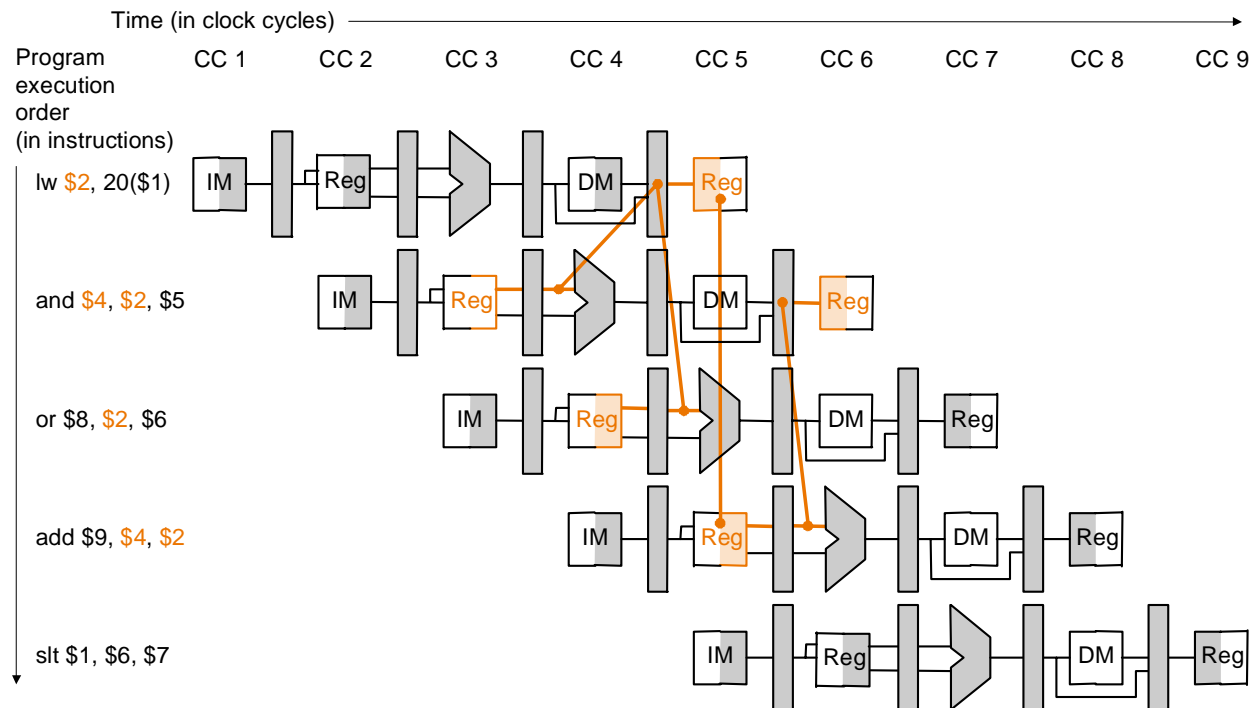 Time (in clock cycles)
Program
execution
order
(in instructions)
CC 1 CC 2 CC 3 CC 4 CC 5 CC 6 CC 7 CC 8 CC 9
lw $2, 20($1) IM Reg DM Reg
and $4, $2, $5 IM Reg DM Reg
or $8, $2, $6 IM Reg DM Reg
add $9, $4, $2 IM Reg DM Reg
slt $1, $6, $7 IM Reg DM Reg